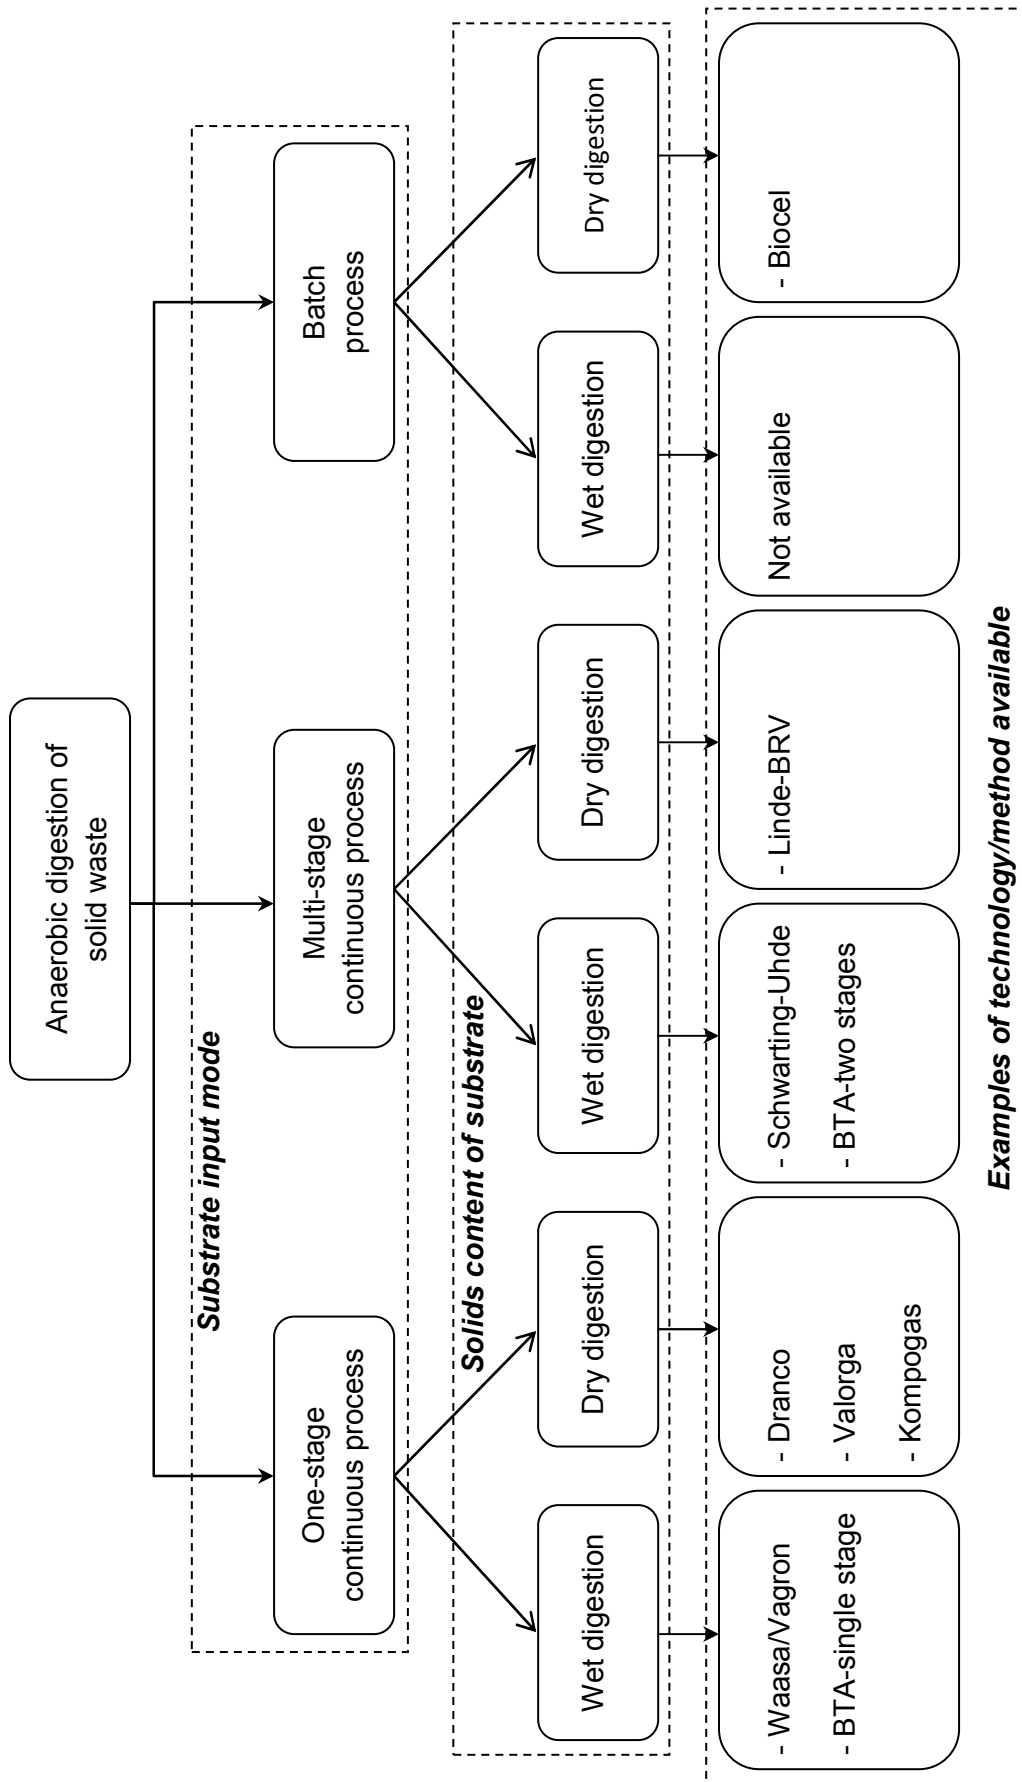 Anaerobic digestion of
solid waste
Substrate input mode
One-stage
continuous process
Multi-stage
continuous process
Batch
process
Solids content of substrate
Wet digestion
Dry digestion
Wet digestion
Dry digestion
Wet digestion
Dry digestion
- Waasa/Vagron
- BTA-single stage
- Dranco
- Valorga
- Kompogas
- Schwarting-Uhde
- BTA-two stages
- Linde-BRV
Not available
- Biocel
Examples of technology/method available